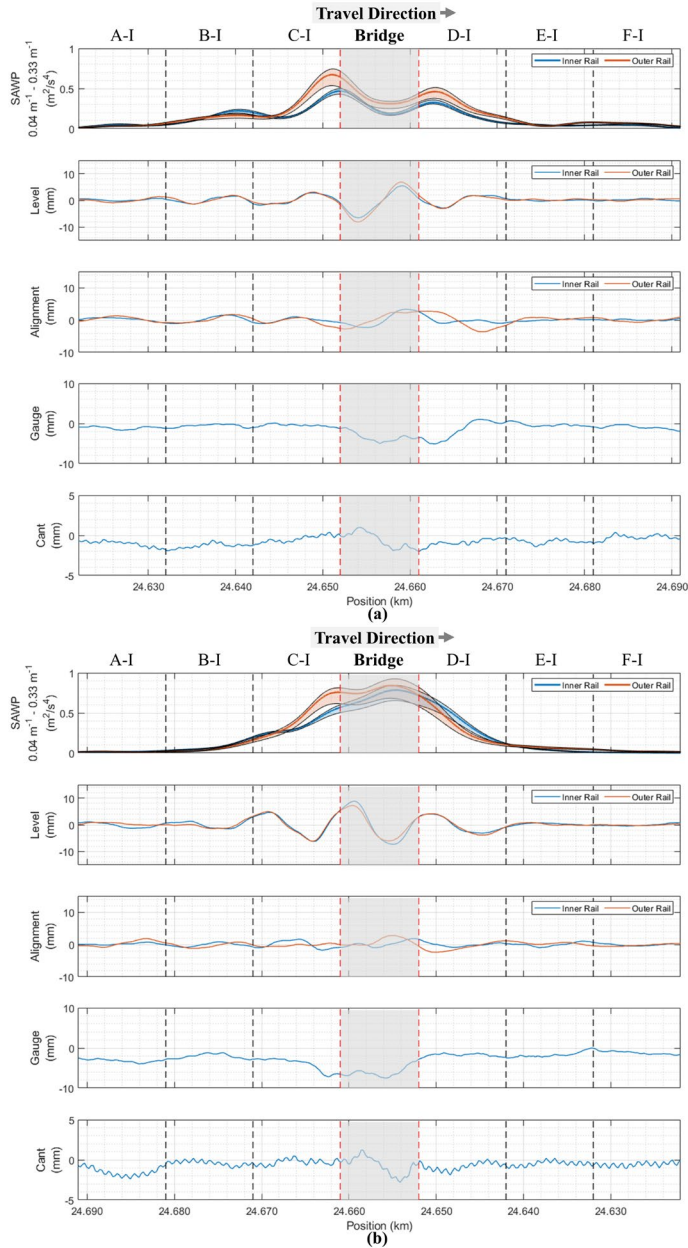 Travel Direction
A-I B-I C-I Bridge D-I E-I F-I
SAWP
0.04 m⁻¹ - 0.33 m⁻¹
(m²/s⁴)
1
0.5
0
Inner Rail Outer Rail
Level
(mm)
10
0
-10
Inner Rail Outer Rail
Alignment
(mm)
10
0
-10
Inner Rail Outer Rail
Gauge
(mm)
10
0
-10
Cant
(mm)
5
0
-5
24.630 24.640 24.650 24.660 24.670 24.680 24.690
Position (km)
(a)
Travel Direction
A-I B-I C-I Bridge D-I E-I F-I
SAWP
0.04 m⁻¹ - 0.33 m⁻¹
(m²/s⁴)
1
0.5
0
Inner Rail Outer Rail
Level
(mm)
10
0
-10
Inner Rail Outer Rail
Alignment
(mm)
10
0
-10
Inner Rail Outer Rail
Gauge
(mm)
10
0
-10
Cant
(mm)
5
0
-5
24.690 24.680 24.670 24.660 24.650 24.640 24.630
Position (km)
(b)